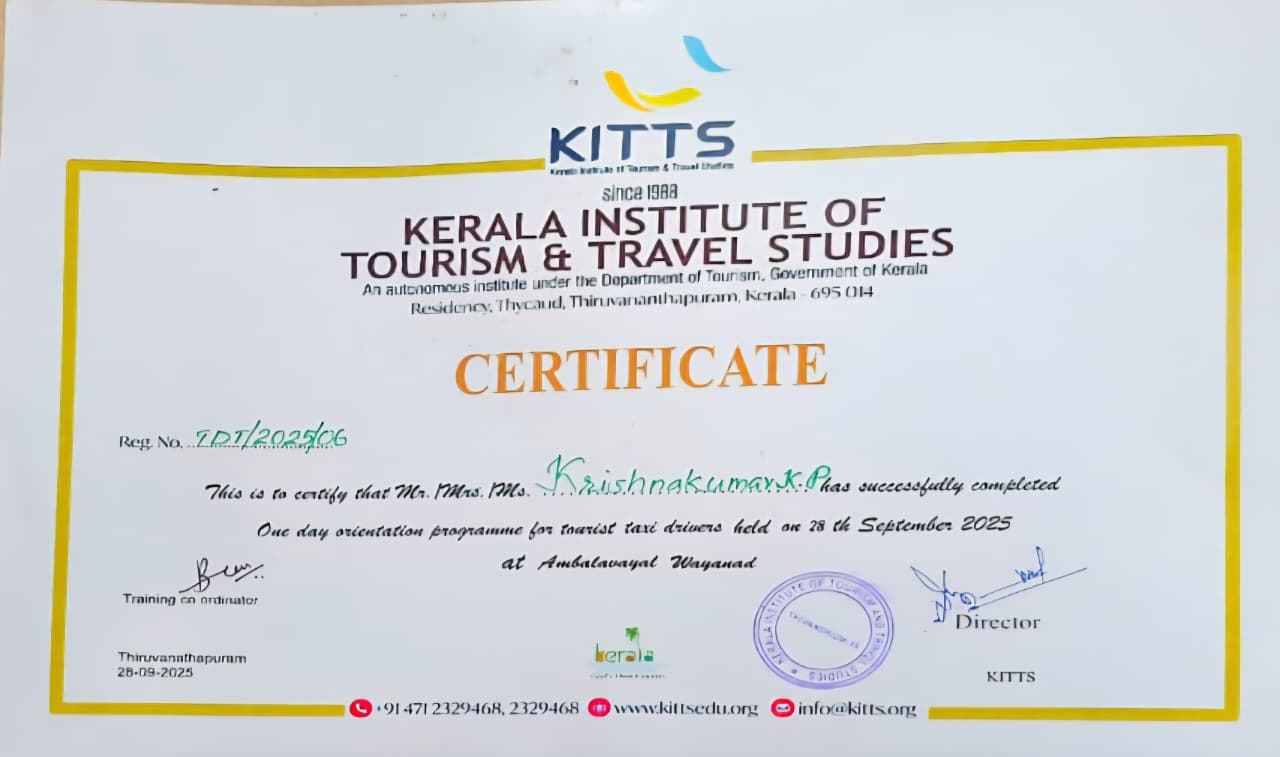 KITTS
Kerala Institute of Tourism & Travel Studies
since 1988
KERALA INSTITUTE OF
TOURISM & TRAVEL STUDIES
An autonomous institute under the Department of Tourism, Government of Kerala
Residency, Thycaud, Thiruvananthapuram, Kerala - 695 014
CERTIFICATE
Reg. No. TDT/2025/06
This is to certify that Mr. /Mrs. /Ms. Krishnakumar.K.P has successfully completed
One day orientation programme for tourist taxi drivers held on 28 th September 2025
at Ambalavayal Wayanad
Training co ordinator
Director
Thiruvanathapuram
28-09-2025
kerala
KERALA INSTITUTE OF TOURISM AND TRAVEL STUDIES
KITTS
+91 471 2329468, 2329468 www.kittsedu.org info@kitts.org